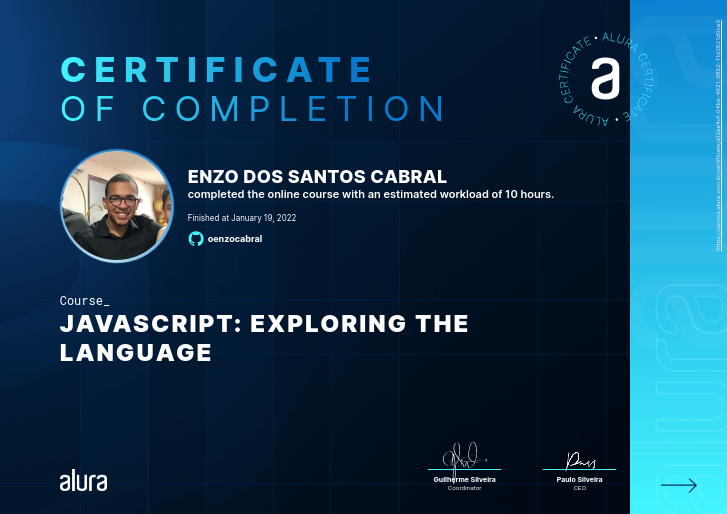 CERTIFICATE
OF COMPLETION
ALURA CERTIFICATE • ALURA CERTIFICATE •
a
ENZO DOS SANTOS CABRAL
completed the online course with an estimated workload of 10 hours.
Finished at January 19, 2022
oenzocabral
Course_
JAVASCRIPT: EXPLORING THE
LANGUAGE
alura
Guilherme Silveira
Coordinator
Paulo Silveira
CEO
alura